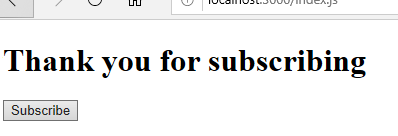 localhost:3000/index.js
Thank you for subscribing
Subscribe